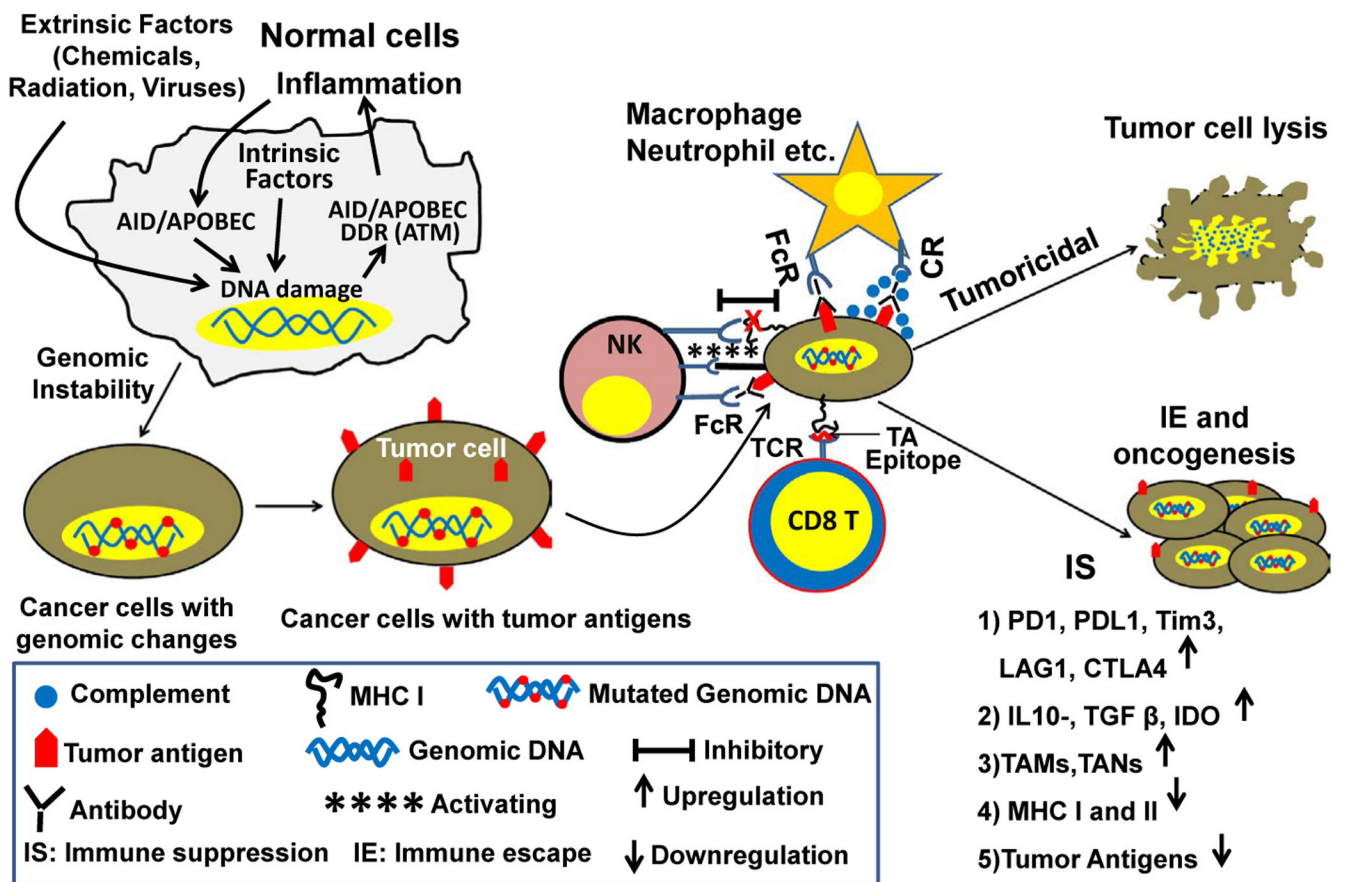 Extrinsic Factors
(Chemicals,
Radiation, Viruses)
Normal cells
Inflammation
Intrinsic
Factors
AID/APOBEC
AID/APOBEC
DDR (ATM)
DNA damage
Genomic
Instability
Cancer cells with
genomic changes
Tumor cell
Cancer cells with tumor antigens
Macrophage
Neutrophil etc.
FcR
CR
NK
****
FcR
X
TCR
TA
Epitope
CD8 T
Tumoricidal
Tumor cell lysis
IE and
oncogenesis
IS
1) PD1, PDL1, Tim3,
LAG1, CTLA4 ↑
2) IL10-, TGF β, IDO ↑
3)TAMs,TANs ↑
4) MHC I and II ↓
5)Tumor Antigens ↓
Complement
MHC I
Mutated Genomic DNA
Tumor antigen
Genomic DNA
Inhibitory
Antibody
**** Activating
↑ Upregulation
IS: Immune suppression
IE: Immune escape
↓ Downregulation